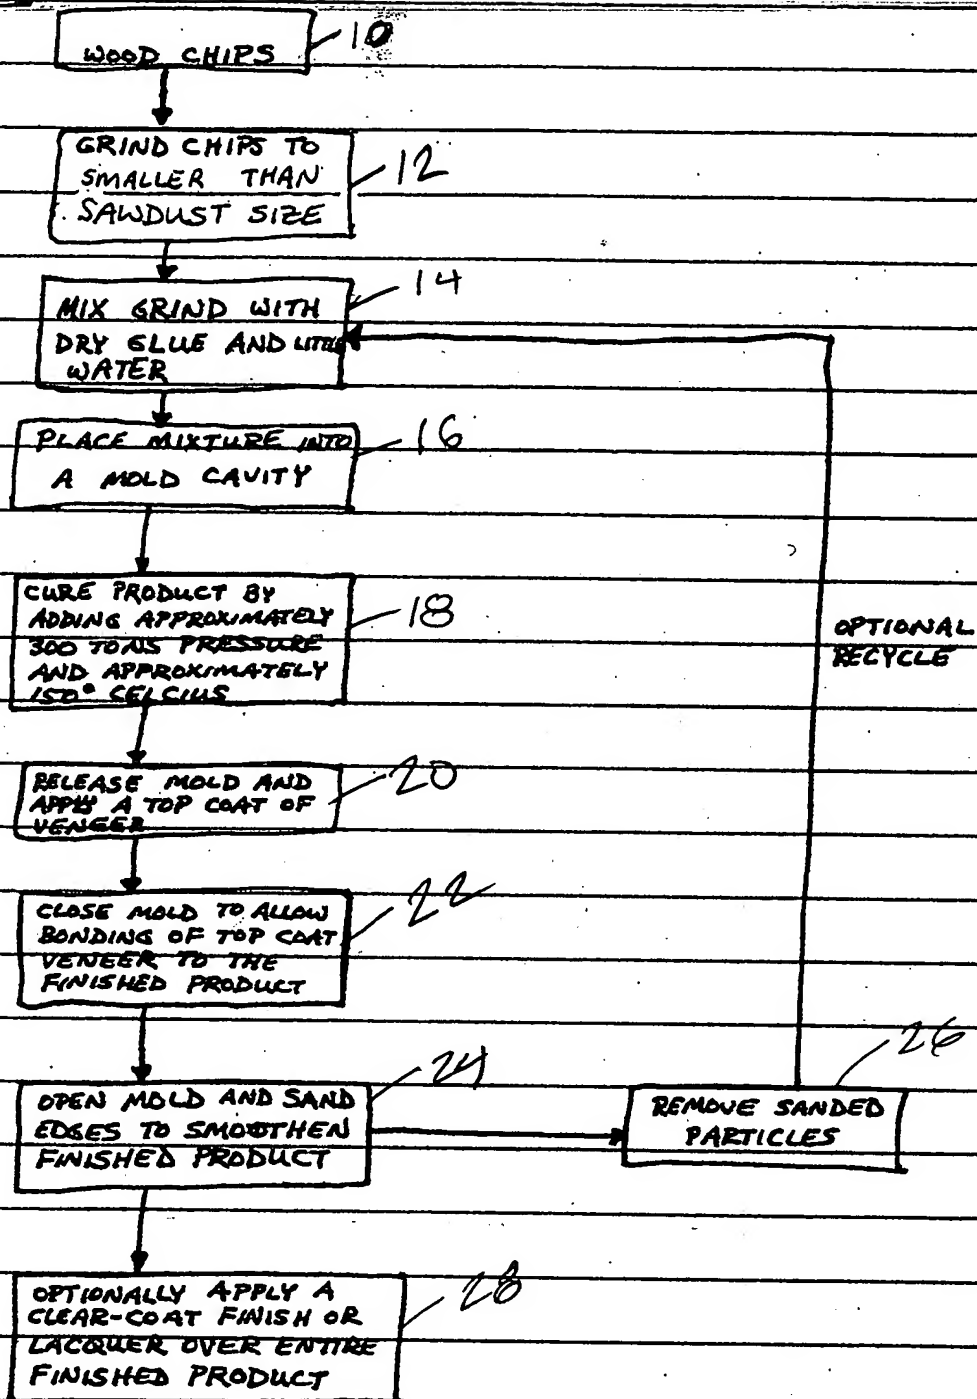 10
WOOD CHIPS
GRIND CHIPS TO
SMALLER THAN
SAWDUST SIZE
12
14
MIX GRIND WITH
DRY GLUE AND LITTLE
WATER
PLACE MIXTURE INTO
A MOLD CAVITY
16
CURE PRODUCT BY
ADDING APPROXIMATELY
300 TONS PRESSURE
AND APPROXIMATELY
150° CELCIUS
18
OPTIONAL
RECYCLE
RELEASE MOLD AND
APPLY A TOP COAT OF
VENEER
20
22
CLOSE MOLD TO ALLOW
BONDING OF TOP COAT
VENEER TO THE
FINISHED PRODUCT
24
OPEN MOLD AND SAND
EDGES TO SMOOTHEN
FINISHED PRODUCT
26
REMOVE SANDED
PARTICLES
28
OPTIONALLY APPLY A
CLEAR-COAT FINISH OR
LACQUER OVER ENTIRE
FINISHED PRODUCT